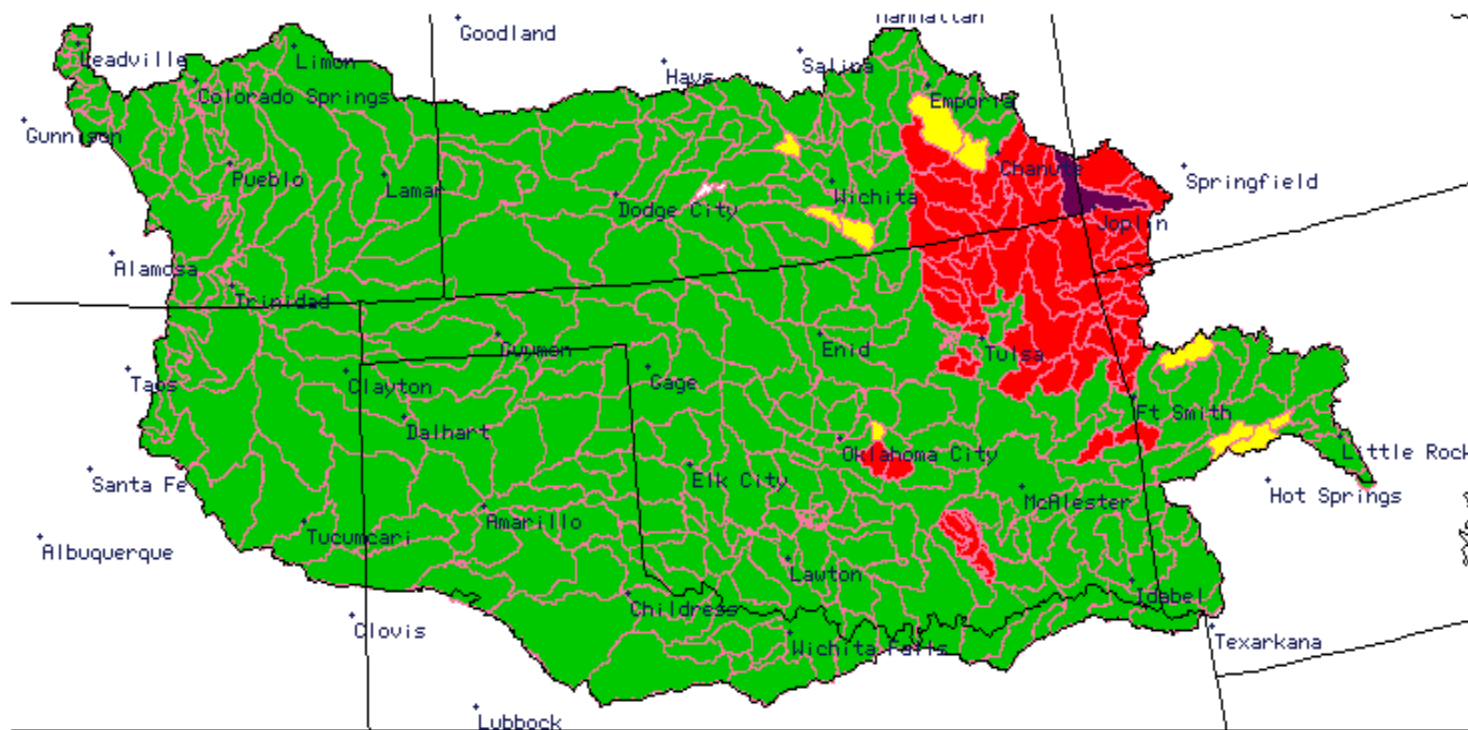 Manhattan
Goodland
Leadville
Limon
Hays
Salina
Colorado Springs
Emporia
Gunnison
Chanute
Pueblo
Lamar
Wichita
Springfield
Dodge City
Joplin
Alamosa
Trinidad
Guymon
Enid
Tulsa
Taos
Clayton
Gage
Ft Smith
Dalhart
Oklahoma City
Little Rock
Santa Fe
Elk City
McAlester
Hot Springs
Amarillo
Tucumcari
Albuquerque
Lawton
Idabel
Childress
Clovis
Wichita Falls
Texarkana
Lubbock